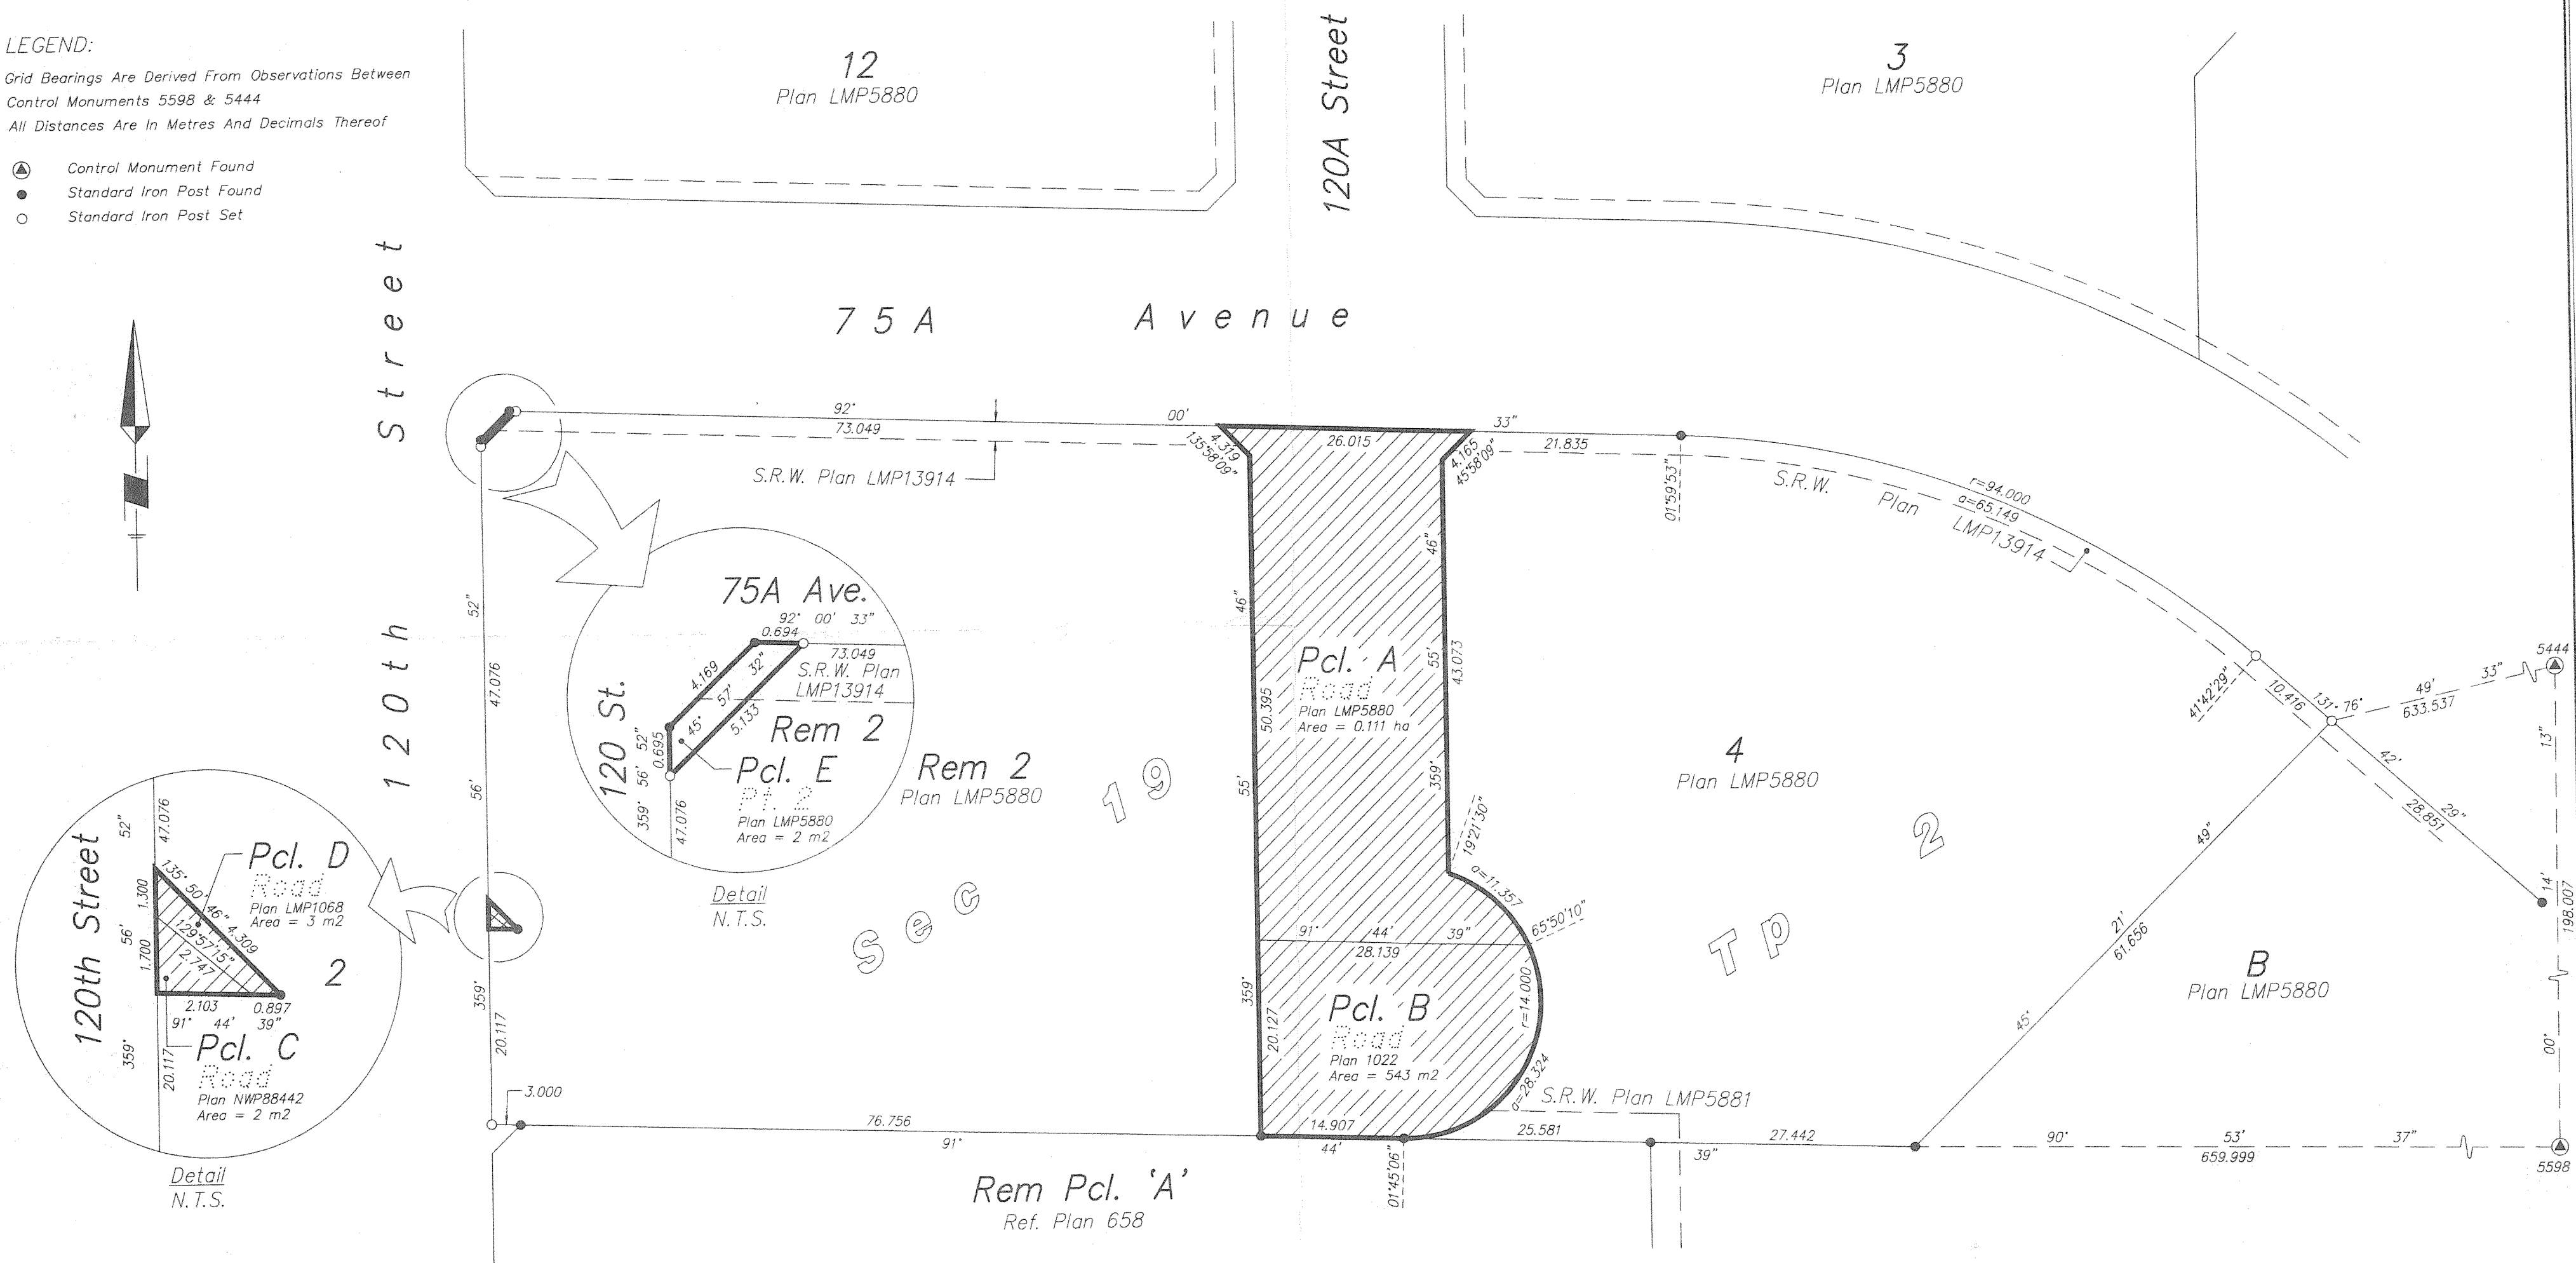 LEGEND:
Grid Bearings Are Derived From Observations Between
Control Monuments 5598 & 5444
All Distances Are In Metres And Decimals Thereof
Control Monument Found
Standard Iron Post Found
Standard Iron Post Set
12
Plan LMP5880
120A Street
3
Plan LMP5880
75A Avenue
120th Street
92° 00' 33"
73.049
26.015
21.835
S.R.W. Plan LMP13914
4.319
135°58'09"
4.165
45°58'09"
01°59'53"
S.R.W. Plan LMP13914
r=94.000
a=65.149
41°42'29"
10.416
131° 42' 29"
28.851
76° 49' 33"
633.537
5444
13"
14'
00°
198.007
5598
359° 56' 52"
47.076
20.117
3.000
75A Ave.
92° 00' 33"
0.694
73.049
S.R.W. Plan
LMP13914
4.169
45° 57' 32"
5.133
Rem 2
120 St.
359° 56' 52"
0.695
47.076
Pcl. E
Pt. 2
Plan LMP5880
Area = 2 m2
Detail
N.T.S.
Rem 2
Plan LMP5880
Sec 19
359° 55' 46"
50.395
20.127
Pcl. A
Road
Plan LMP5880
Area = 0.111 ha
359° 55' 46"
43.073
19°21'30"
a=11.357
65°50'10"
91° 44' 39"
28.139
Pcl. B
Road
Plan 1022
Area = 543 m2
r=14.000
a=28.324
4
Plan LMP5880
Tp 2
45° 21' 49"
61.656
B
Plan LMP5880
S.R.W. Plan LMP5881
76.756
14.907
25.581
27.442
91° 44' 39"
01°45'06"
90° 53' 37"
659.999
Rem Pcl. 'A'
Ref. Plan 658
120th Street
359° 56' 52"
47.076
1.300
1.700
20.117
135° 50' 46"
4.309
129°57'15"
2.747
Pcl. D
Road
Plan LMP1068
Area = 3 m2
2
2.103
0.897
91° 44' 39"
Pcl. C
Road
Plan NWP88442
Area = 2 m2
Detail
N.T.S.